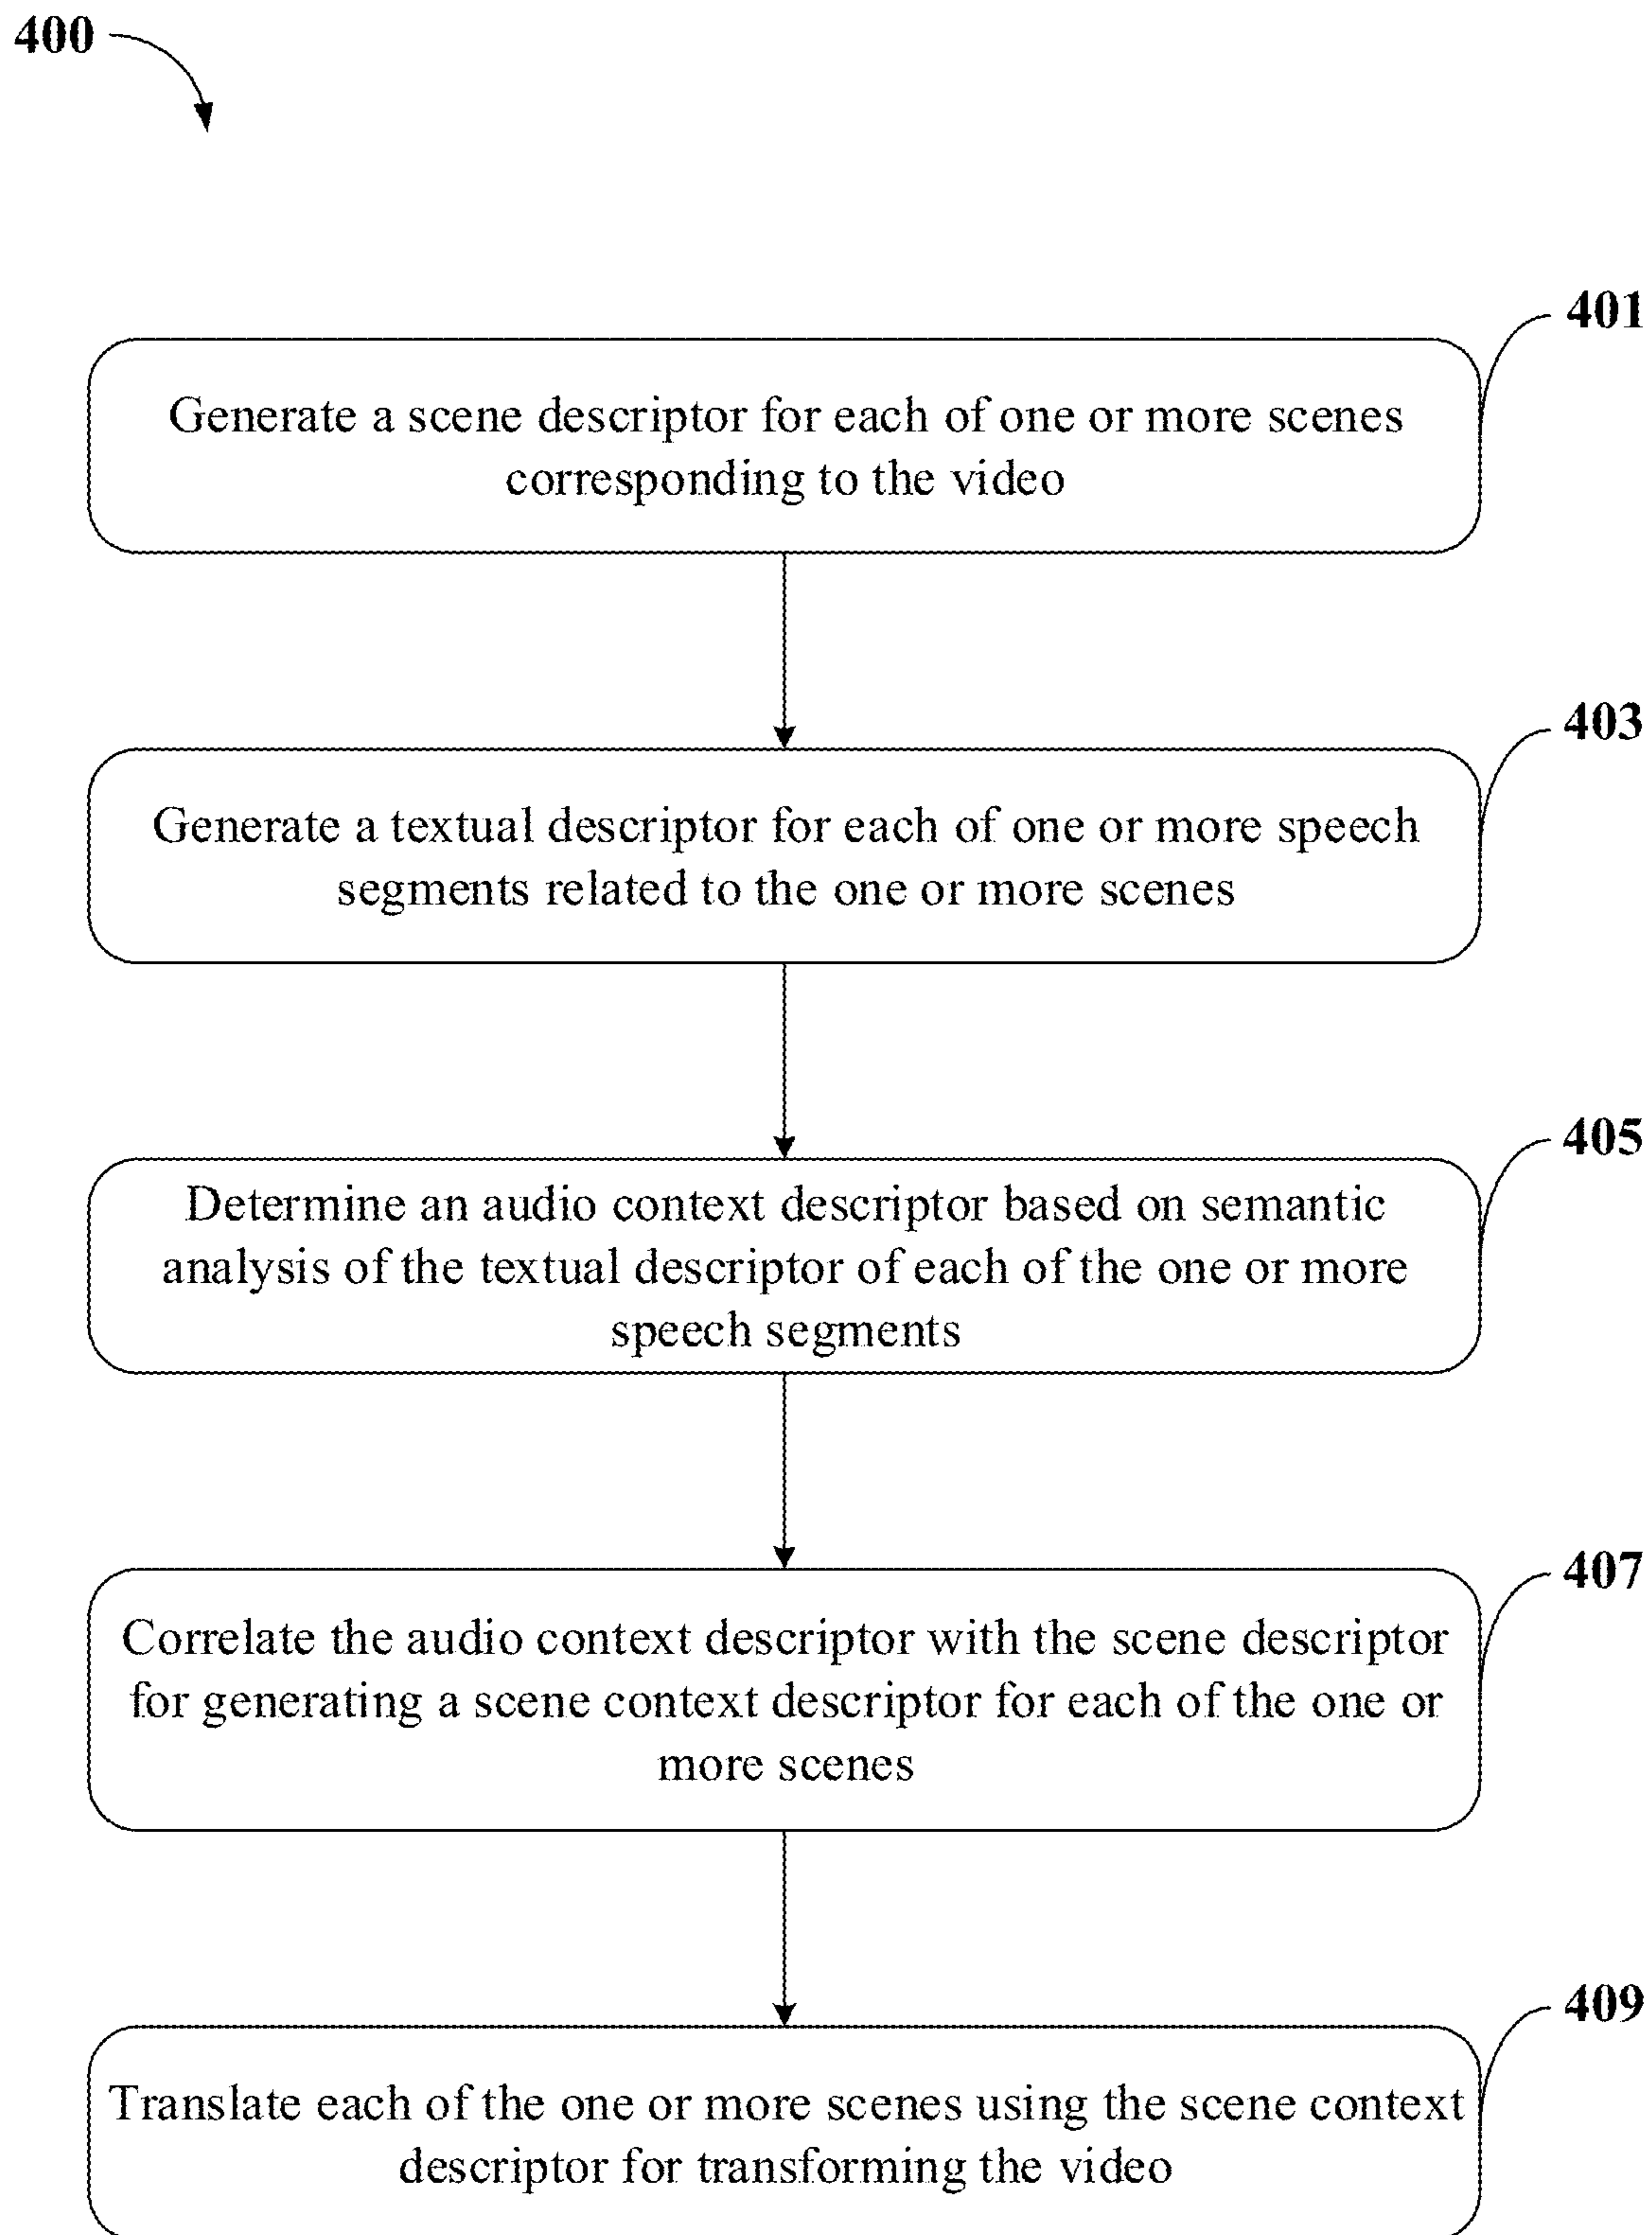 400
401
Generate a scene descriptor for each of one or more scenes
corresponding to the video
403
Generate a textual descriptor for each of one or more speech
segments related to the one or more scenes
405
Determine an audio context descriptor based on semantic
analysis of the textual descriptor of each of the one or more
speech segments
407
Correlate the audio context descriptor with the scene descriptor
for generating a scene context descriptor for each of the one or
more scenes
409
Translate each of the one or more scenes using the scene context
descriptor for transforming the video